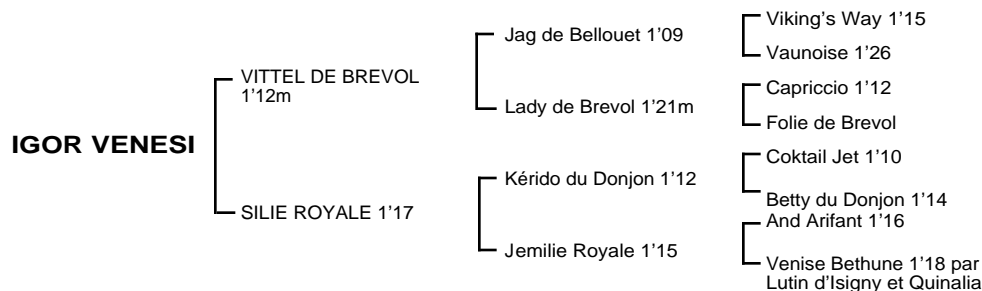 IGOR VENESI
VITTEL DE BREVOL
1’12m
SILIE ROYALE 1’17
Jag de Bellouet 1’09
Lady de Brevol 1’21m
Kérido du Donjon 1’12
Jemilie Royale 1’15
Viking’s Way 1’15
Vaunoise 1’26
Capriccio 1’12
Folie de Brevol
Coktail Jet 1’10
Betty du Donjon 1’14
And Arifant 1’16
Venise Bethune 1’18 par
Lutin d’Isigny et Quinalia